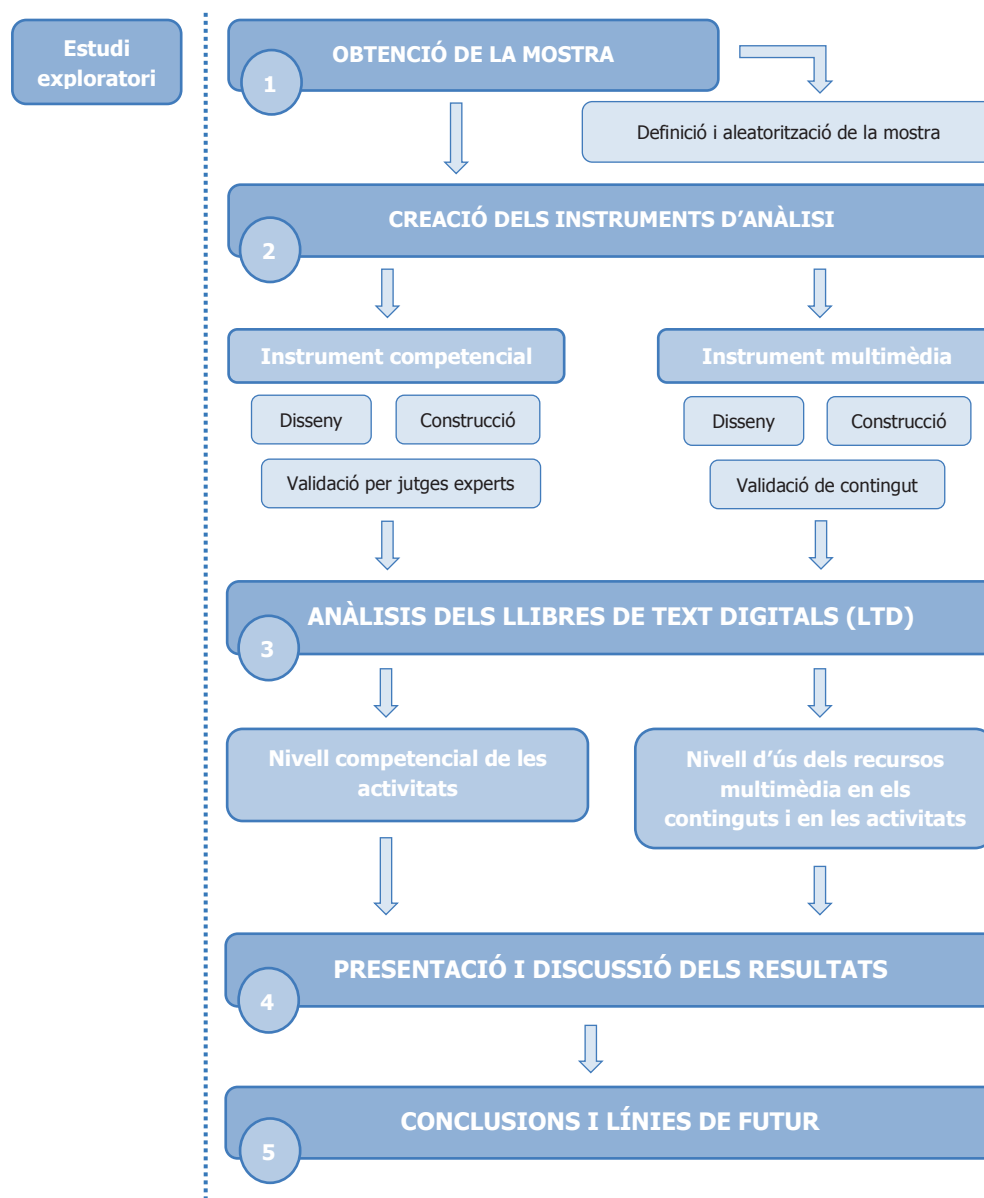 Estudi
exploratori
OBTENCIÓ DE LA MOSTRA
1
Definició i aleatorització de la mostra
CREACIÓ DELS INSTRUMENTS D’ANÀLISI
2
Instrument competencial
Instrument multimèdia
Disseny
Construcció
Disseny
Construcció
Validació per jutges experts
Validació de contingut
ANÀLISIS DELS LLIBRES DE TEXT DIGITALS (LTD)
3
Nivell competencial de les
activitats
Nivell d’ús dels recursos
multimèdia en els
continguts i en les activitats
PRESENTACIÓ I DISCUSSIÓ DELS RESULTATS
4
CONCLUSIONS I LÍNIES DE FUTUR
5